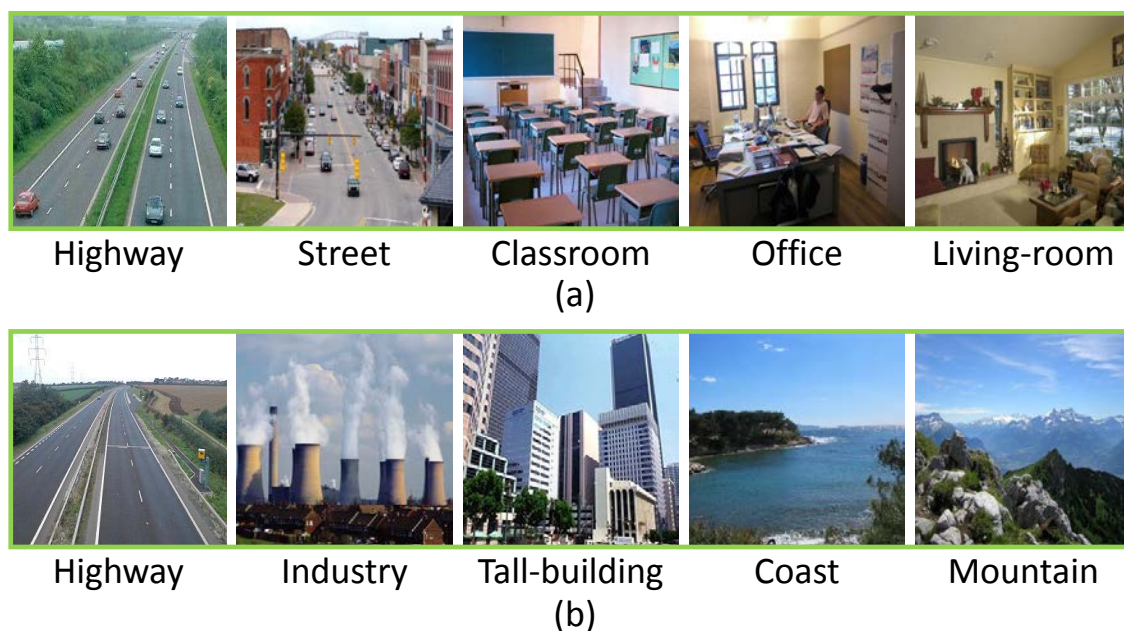 Highway Street Classroom Office Living-room
(a)
Highway Industry Tall-building Coast Mountain
(b)